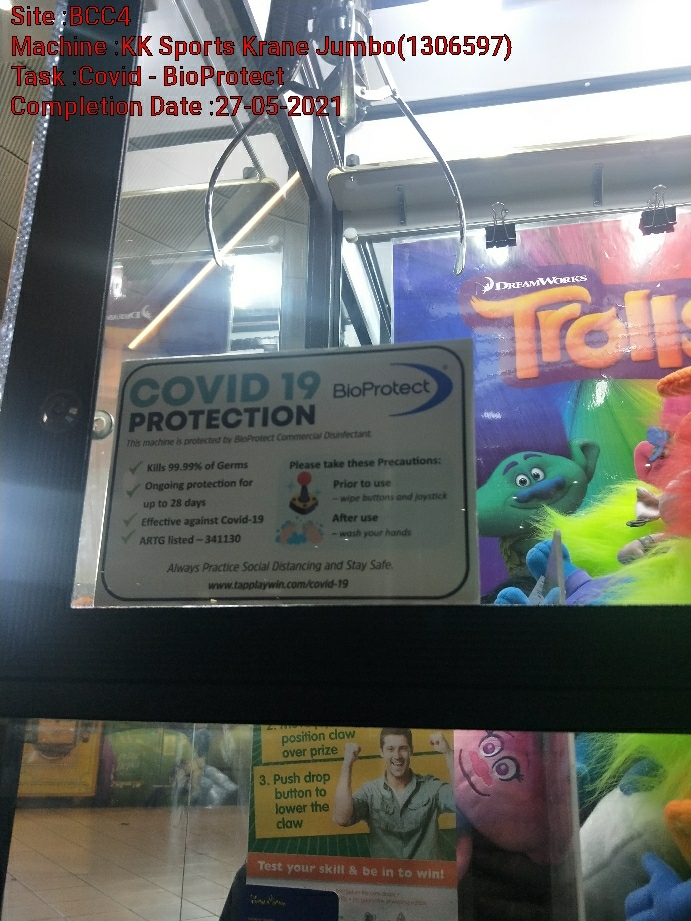 Site :BCC4
Machine :KK Sports Krane Jumbo(1306597)
Task :Covid - BioProtect
Completion Date :27-05-2021
DREAMWORKS
Trolls
COVID 19
PROTECTION
BioProtect
This machine is protected by BioProtect Commercial Disinfectant
Kills 99.99% of Germs
Ongoing protection for
up to 28 days
Effective against Covid-19
ARTG listed – 341130
Please take these Precautions:
Prior to use
– wipe buttons and joystick
After use
– wash your hands
Always Practice Social Distancing and Stay Safe.
www.tapplaywin.com/covid-19
position claw
over prize
3. Push drop
button to
lower the
claw
Test your skill & be in to win!